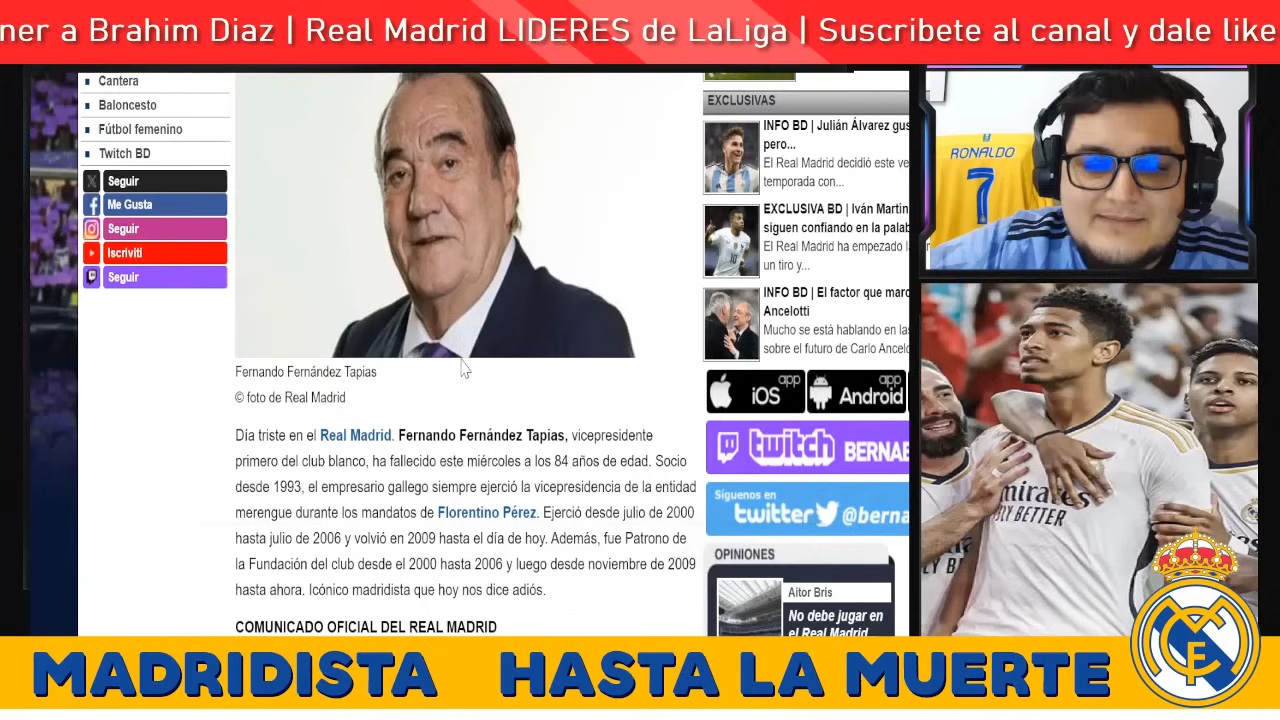 ner a Brahim Diaz | Real Madrid LIDERES de LaLiga | Suscribete al canal y dale like
Cantera
Baloncesto
Fútbol femenino
Twitch BD
Seguir
Me Gusta
Seguir
Iscriviti
Seguir
Fernando Fernández Tapias
© foto de Real Madrid
Día triste en el Real Madrid. Fernando Fernández Tapias, vicepresidente
primero del club blanco, ha fallecido este miércoles a los 84 años de edad. Socio
desde 1993, el empresario gallego siempre ejerció la vicepresidencia de la entidad
merengue durante los mandatos de Florentino Pérez. Ejerció desde julio de 2000
hasta julio de 2006 y volvió en 2009 hasta el día de hoy. Además, fue Patrono de
la Fundación del club desde el 2000 hasta 2006 y luego desde noviembre de 2009
hasta ahora. Icónico madridista que hoy nos dice adiós.
COMUNICADO OFICIAL DEL REAL MADRID
EXCLUSIVAS
INFO BD | Julián Álvarez gus
pero...
El Real Madrid decidió este ve
temporada con...
EXCLUSIVA BD | Iván Martin
siguen confiando en la palab
El Real Madrid ha empezado la
un tiro y...
INFO BD | El factor que marc
Ancelotti
Mucho se está hablando en las
sobre el futuro de Carlo Ancelo
app
iOS
app
Android
twitch BERNAB
Síguenos en
twitter @berna
OPINIONES
Aitor Bris
No debe jugar en
el Real Madrid
RONALDO
7
Emirates
FLY BETTER
LY B
MADRIDISTA HASTA LA MUERTE